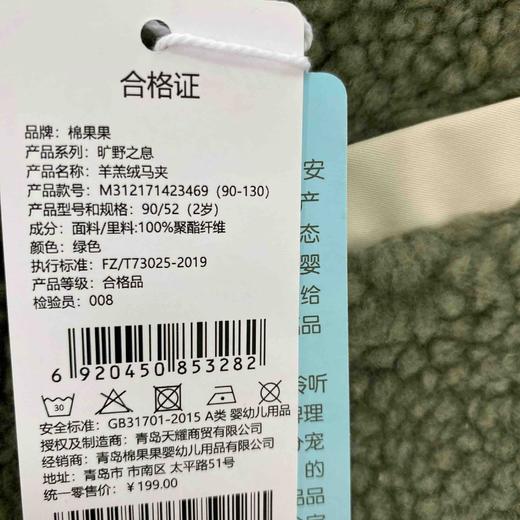 合格证
品牌: 棉果果
产品系列: 旷野之息
产品名称: 羊羔绒马夹
产品款号: M312171423469 (90-130)
产品型号和规格: 90/52 (2岁)
成分: 面料/里料:100%聚酯纤维
颜色: 绿色
执行标准: FZ/T73025-2019
产品等级: 合格品
检验员: 008
6 920450 853282
30
安全标准: GB31701-2015 A类 婴幼儿用品
授权及制造商: 青岛天耀商贸有限公司
经销商: 青岛棉果果婴幼儿用品有限公司
地址: 青岛市 市南区 太平路51号
统一零售价: ¥199.00
安
产
态
婴
给
品
听
理
分宠
的
品